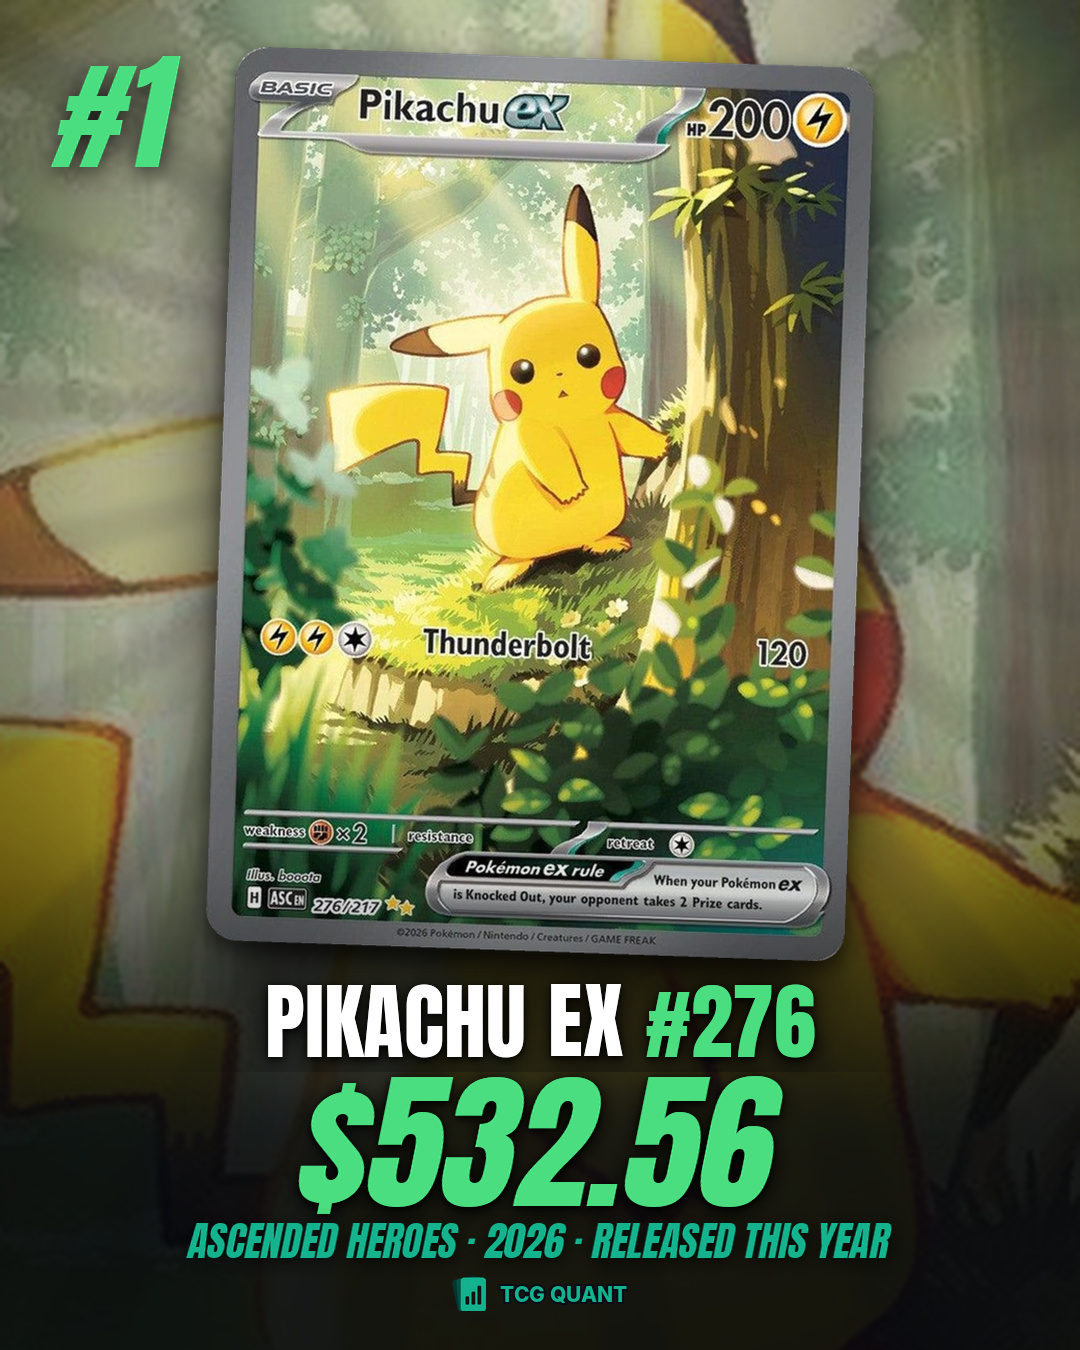 #1
BASIC
Pikachu ex HP 200
Thunderbolt 120
weakness ×2 resistance retreat
Illus. booota
Pokémon ex rule
When your Pokémon ex
is Knocked Out, your opponent takes 2 Prize cards.
H ASC EN 276/217
©2026 Pokémon / Nintendo / Creatures / GAME FREAK
PIKACHU EX #276
$532.56
ASCENDED HEROES · 2026 · RELEASED THIS YEAR
TCG QUANT